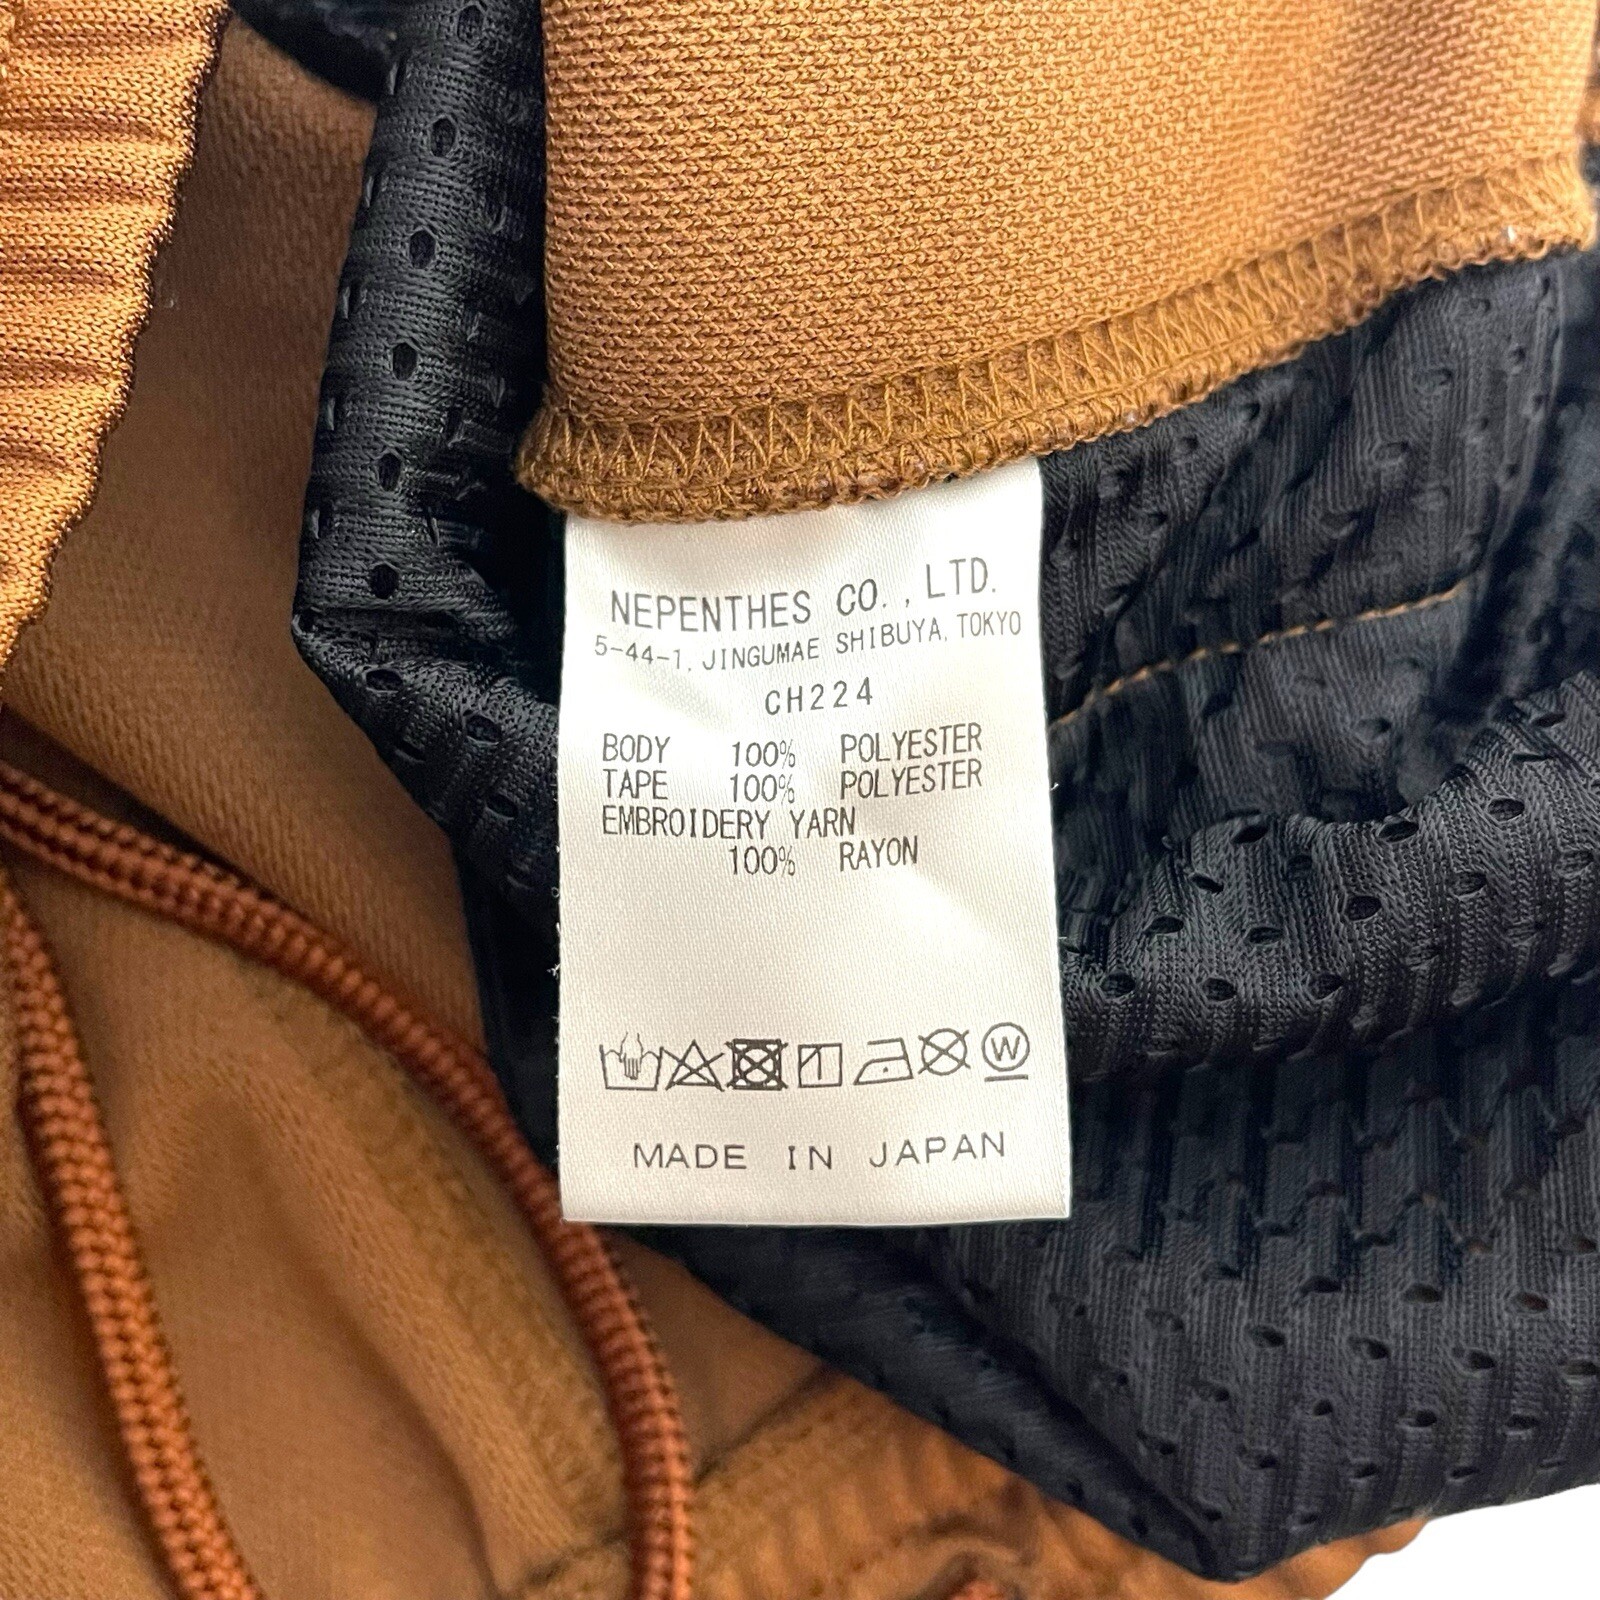 NEPENTHES CO., LTD.
5-44-1, JINGUMAE SHIBUYA, TOKYO
CH224
BODY 100% POLYESTER
TAPE 100% POLYESTER
EMBROIDERY YARN
100% RAYON
W
MADE IN JAPAN